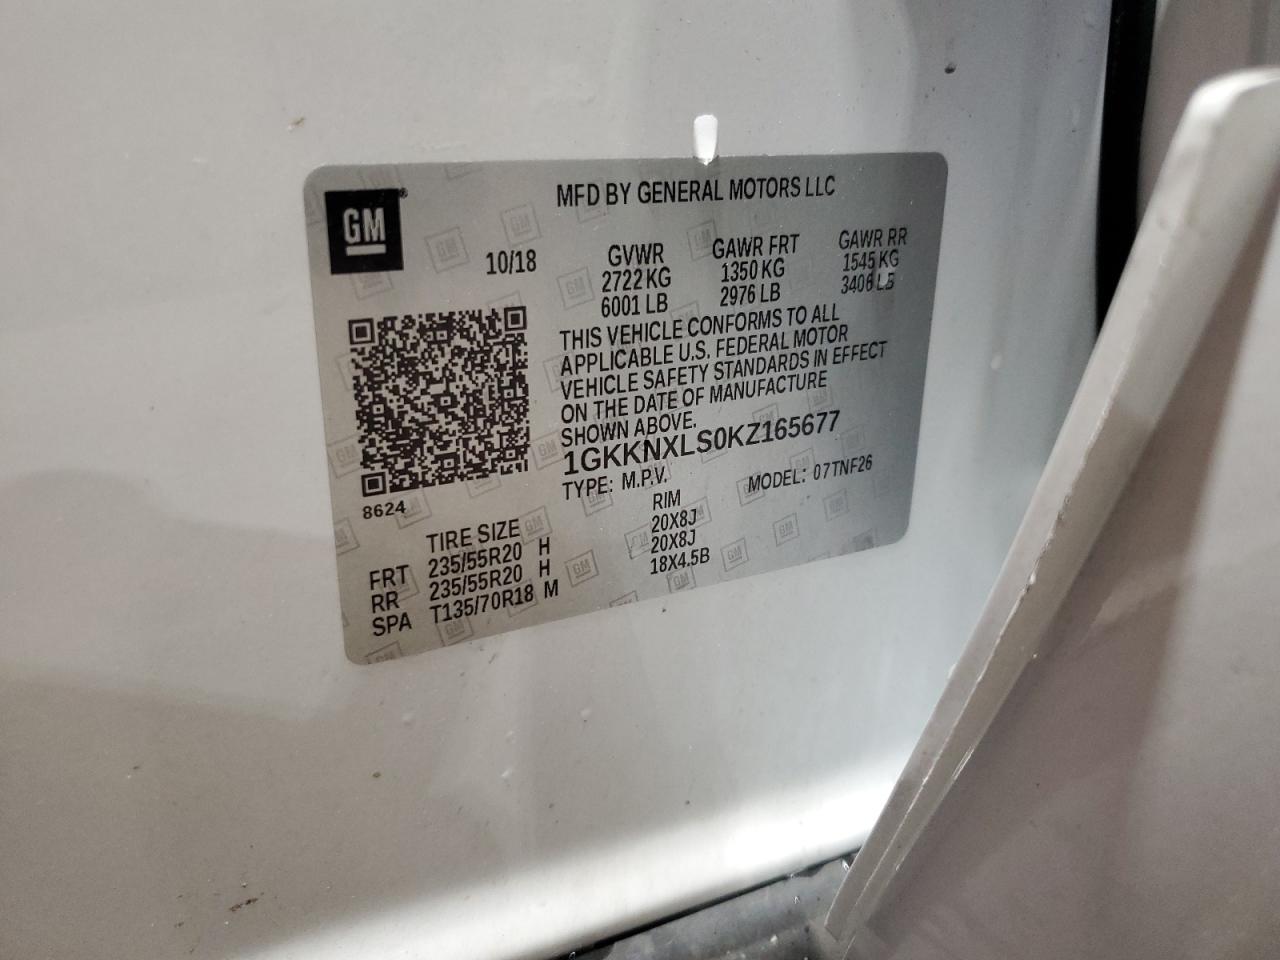 GM
MFD BY GENERAL MOTORS LLC
10/18
GVWR GAWR FRT GAWR RR
2722 KG 1350 KG 1545 KG
6001 LB 2976 LB 3406 LB
THIS VEHICLE CONFORMS TO ALL
APPLICABLE U.S. FEDERAL MOTOR
VEHICLE SAFETY STANDARDS IN EFFECT
ON THE DATE OF MANUFACTURE
SHOWN ABOVE.
1GKKNXLS0KZ165677
TYPE: M.P.V. MODEL: 07TNF26
8624
TIRE SIZE RIM
FRT 235/55R20 H 20X8J
RR 235/55R20 H 20X8J
SPA T135/70R18 M 18X4.5B